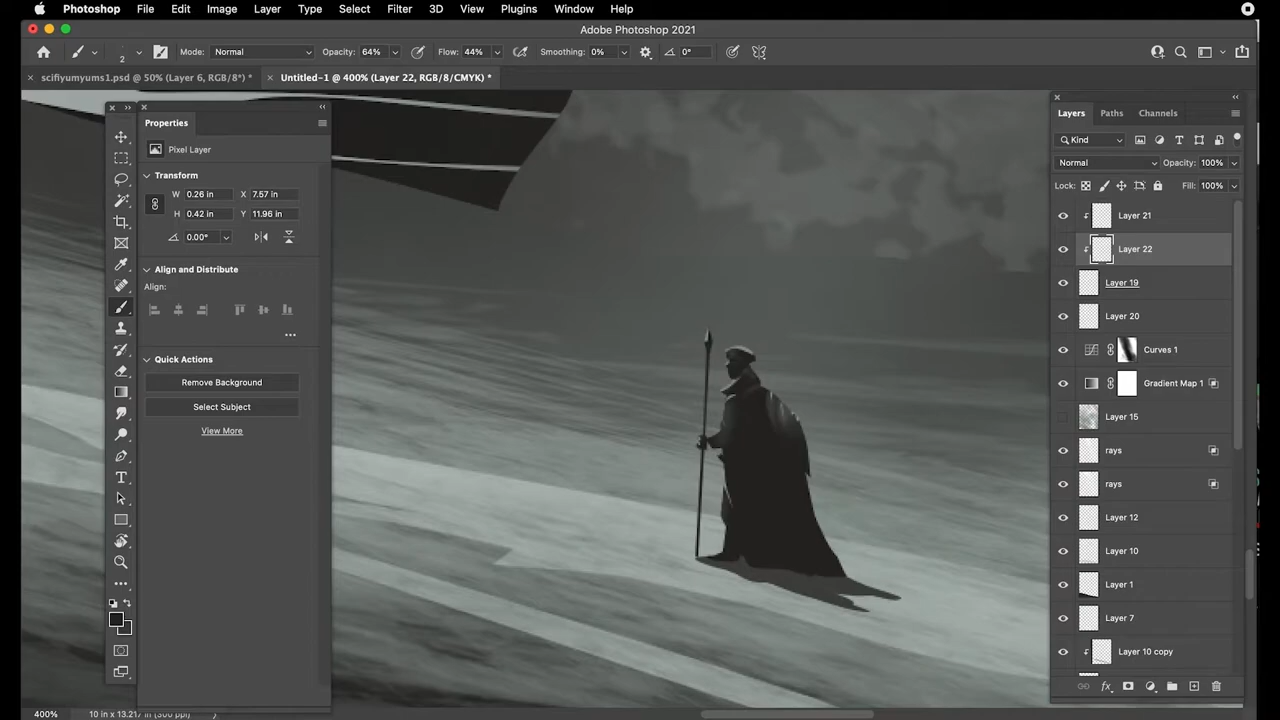 Photoshop File Edit Image Layer Type Select Filter 3D View Plugins Window Help
Adobe Photoshop 2021
2 Mode: Normal Opacity: 64% Flow: 44% Smoothing: 0% 0°
scifiyumyums1.psd @ 50% (Layer 6, RGB/8*) * Untitled-1 @ 400% (Layer 22, RGB/8/CMYK) *
Properties
Pixel Layer
Transform
W 0.26 in X 7.57 in
H 0.42 in Y 11.96 in
0.00°
Align and Distribute
Align:
Quick Actions
Remove Background
Select Subject
View More
Layers Paths Channels
Kind
Normal Opacity: 100%
Lock: Fill: 100%
Layer 21
Layer 22
Layer 19
Layer 20
Curves 1
Gradient Map 1
Layer 15
rays
rays
Layer 12
Layer 10
Layer 1
Layer 7
Layer 10 copy
400% 10 in x 13.217 in (300 ppi)